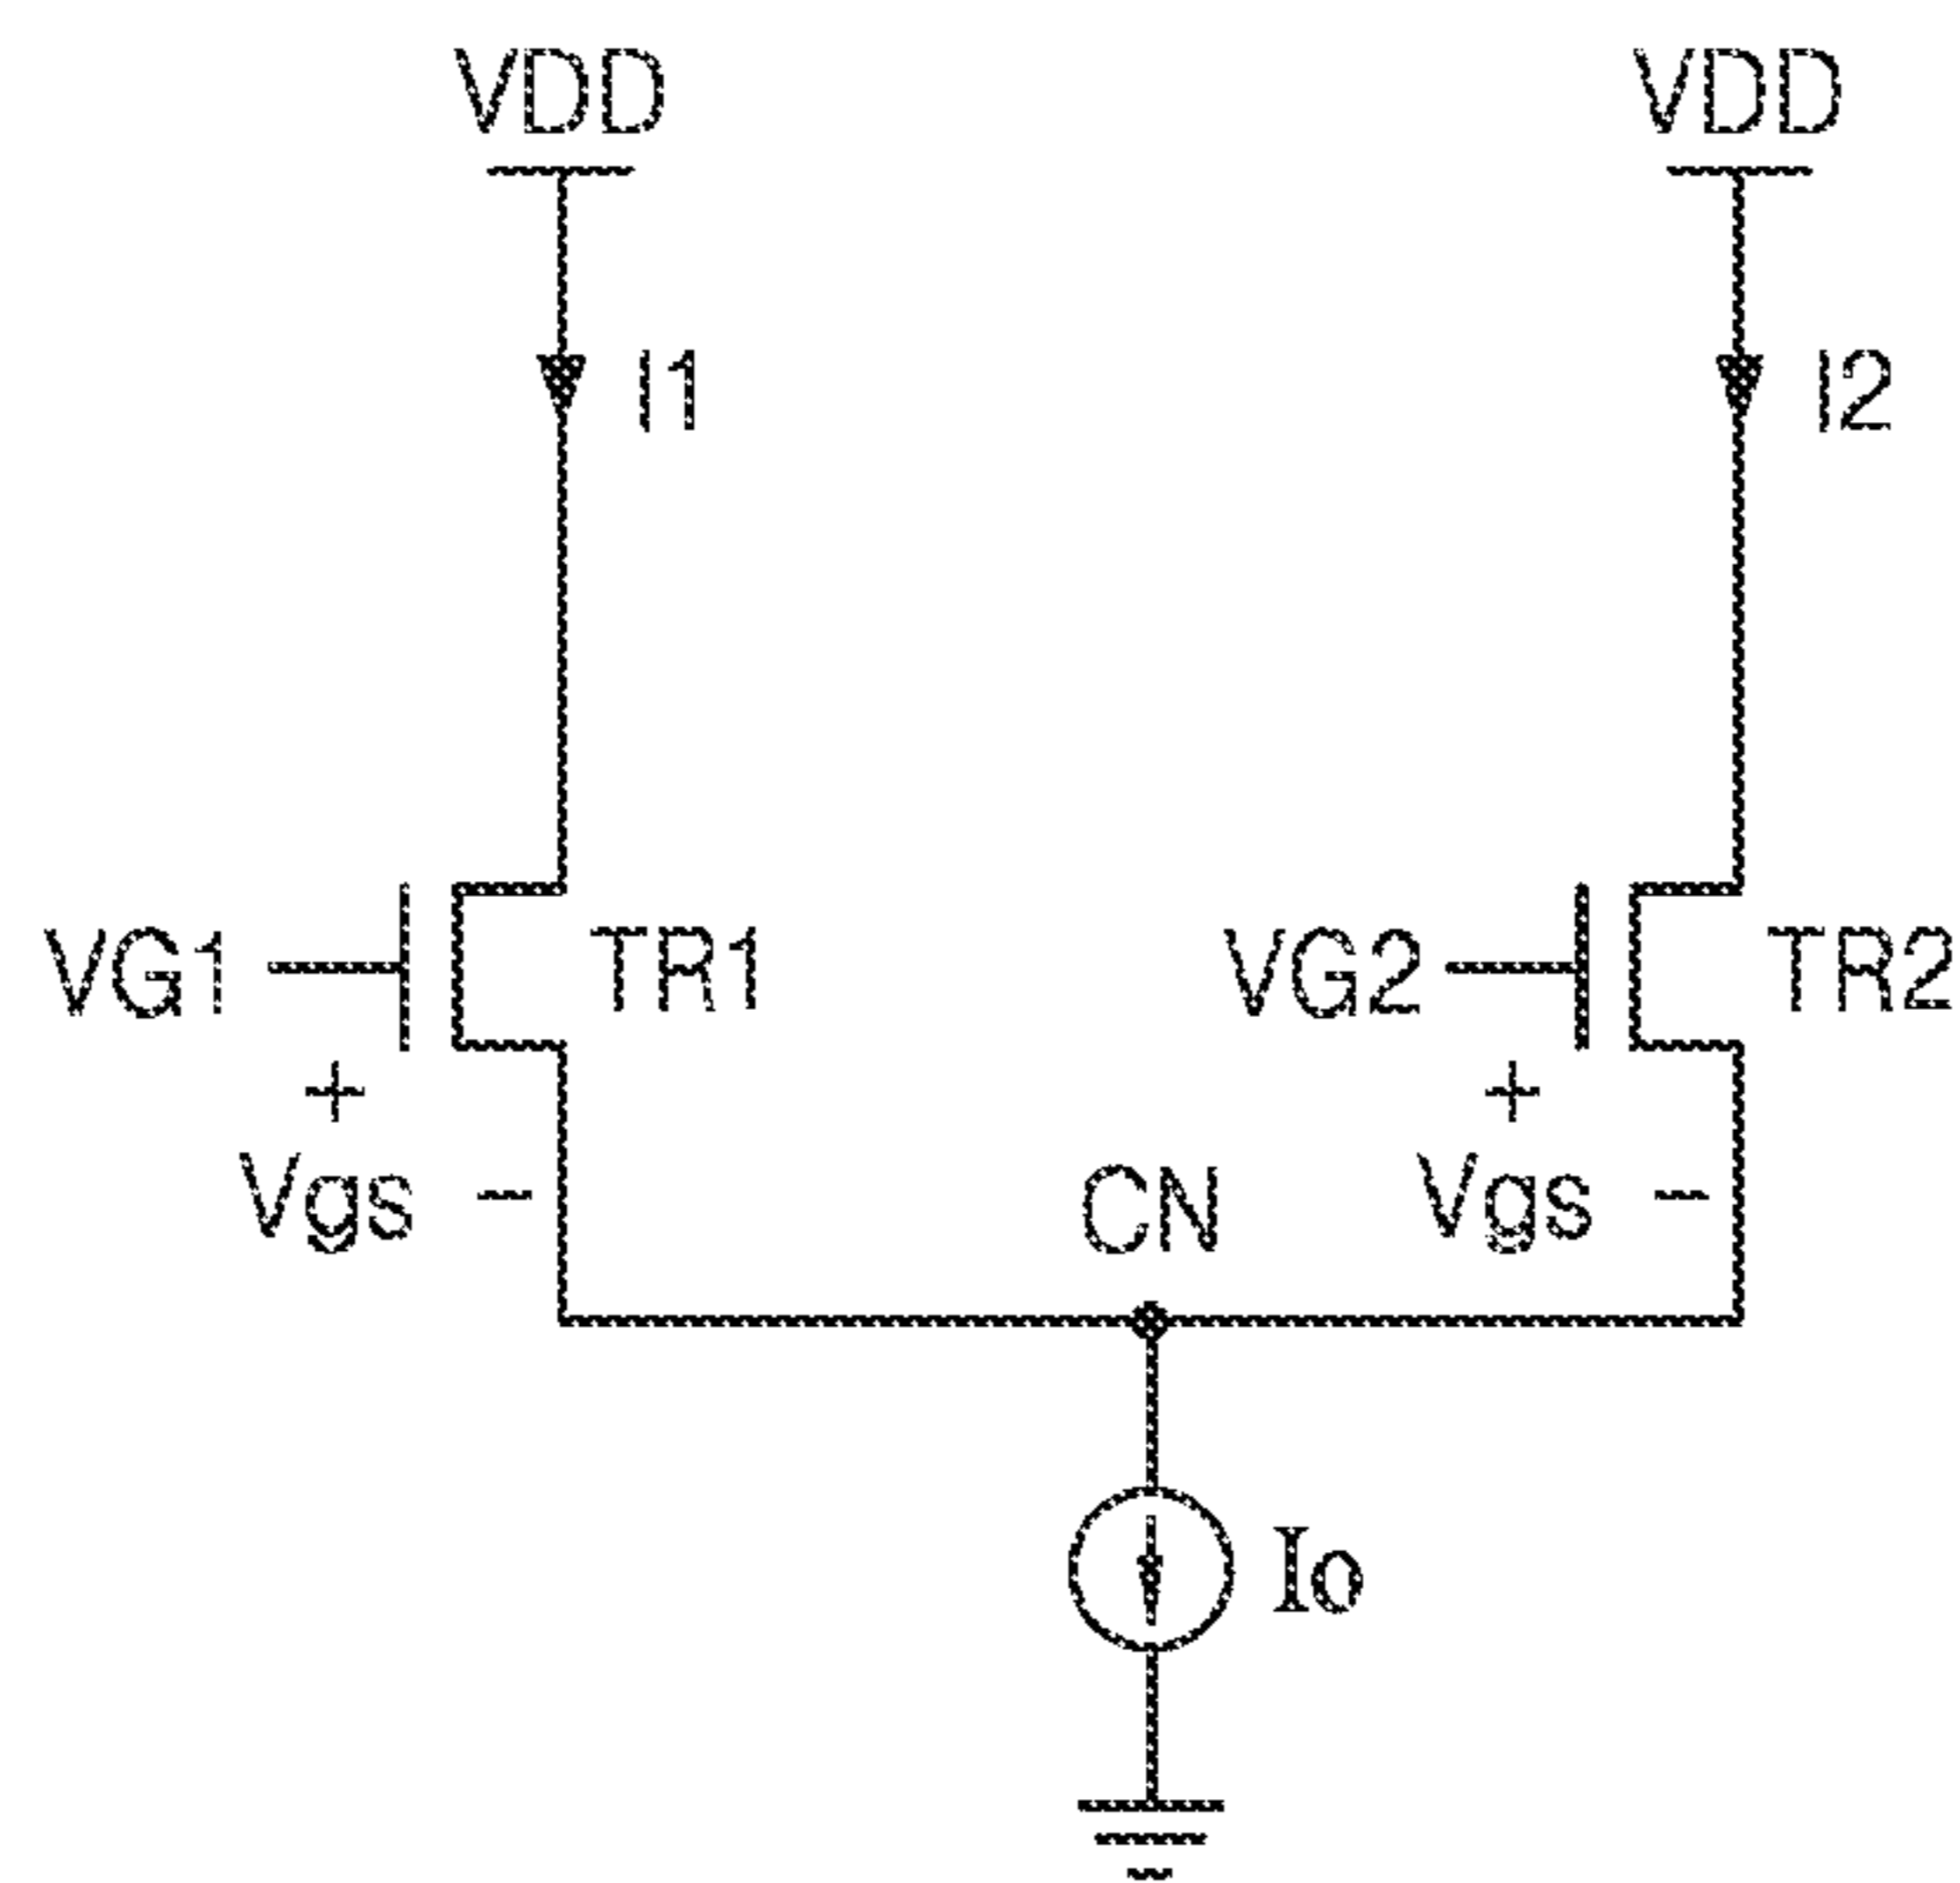 VDD
VDD
I1
I2
VG1
TR1
VG2
TR2
+
+
Vgs -
CN
Vgs -
Io